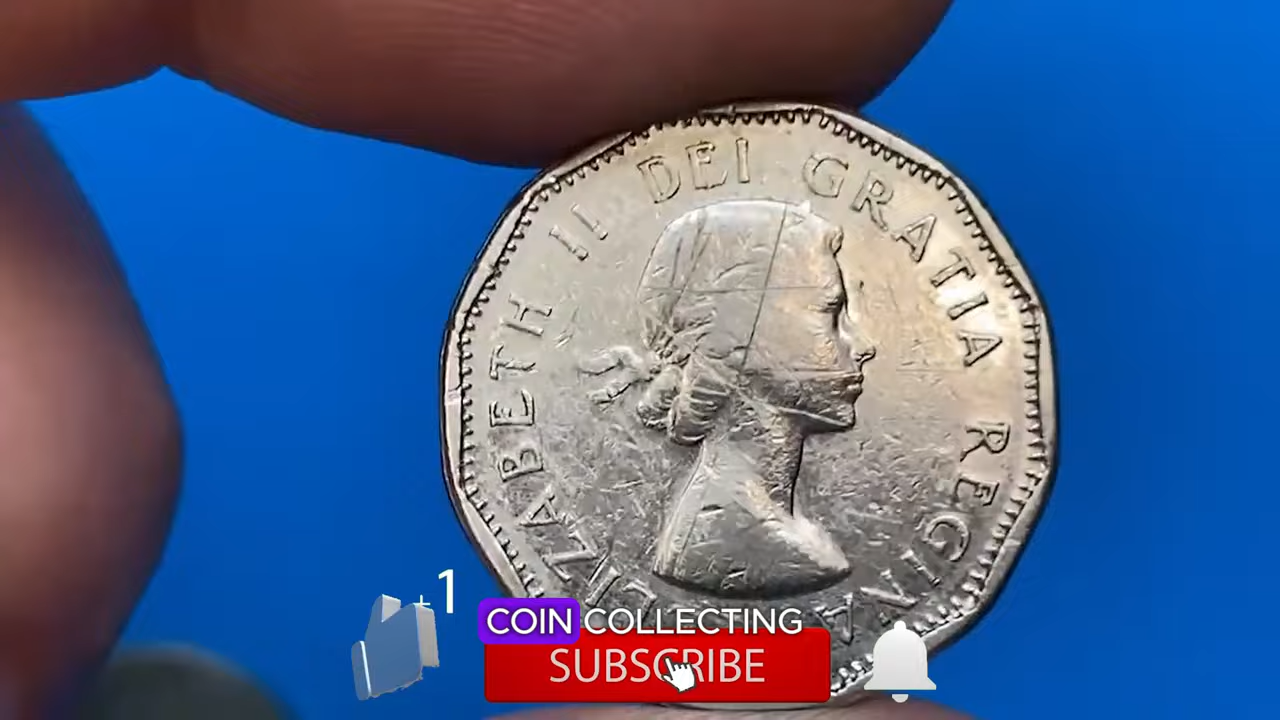 ELIZABETH II DEI GRATIA REGINA
1
COIN COLLECTING
SUBSCRIBE